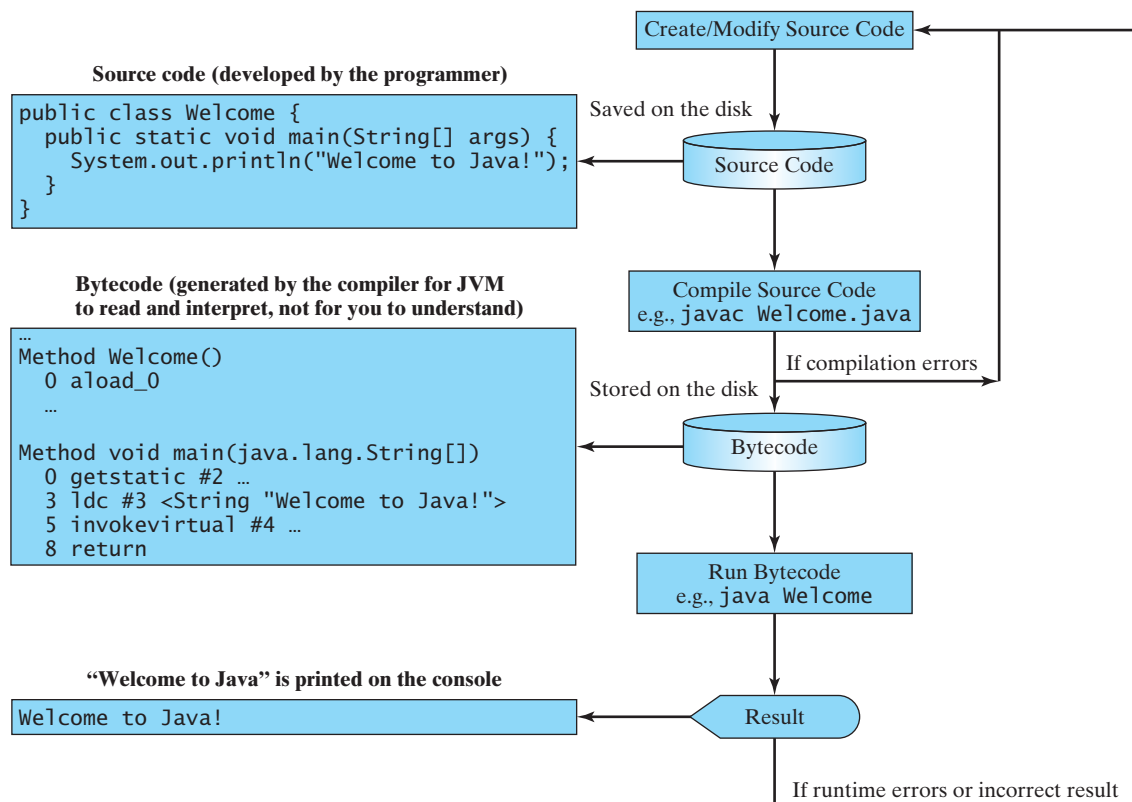 Create/Modify Source Code
Source code (developed by the programmer)
public class Welcome {
  public static void main(String[] args) {
    System.out.println("Welcome to Java!");
  }
}
Saved on the disk
Source Code
Bytecode (generated by the compiler for JVM
to read and interpret, not for you to understand)
…
Method Welcome()
  0 aload_0
  …

Method void main(java.lang.String[])
  0 getstatic #2 …
  3 ldc #3 <String "Welcome to Java!">
  5 invokevirtual #4 …
  8 return
Compile Source Code
e.g., javac Welcome.java
If compilation errors
Stored on the disk
Bytecode
Run Bytecode
e.g., java Welcome
“Welcome to Java” is printed on the console
Welcome to Java!
Result
If runtime errors or incorrect result